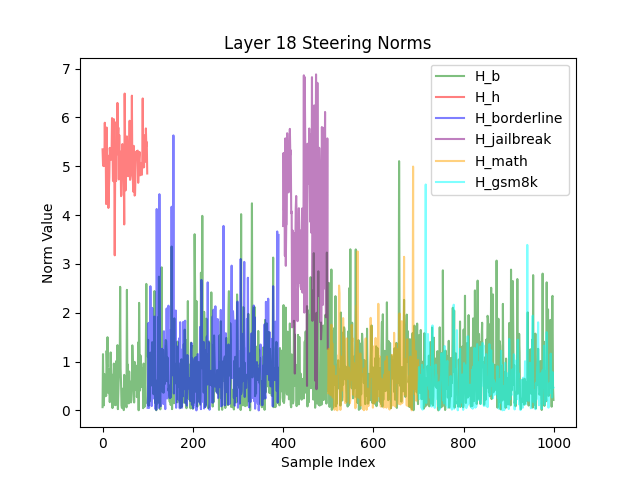 Layer 18 Steering Norms
Norm Value
7
6
5
4
3
2
1
0
H_b
H_h
H_borderline
H_jailbreak
H_math
H_gsm8k
0 200 400 600 800 1000
Sample Index